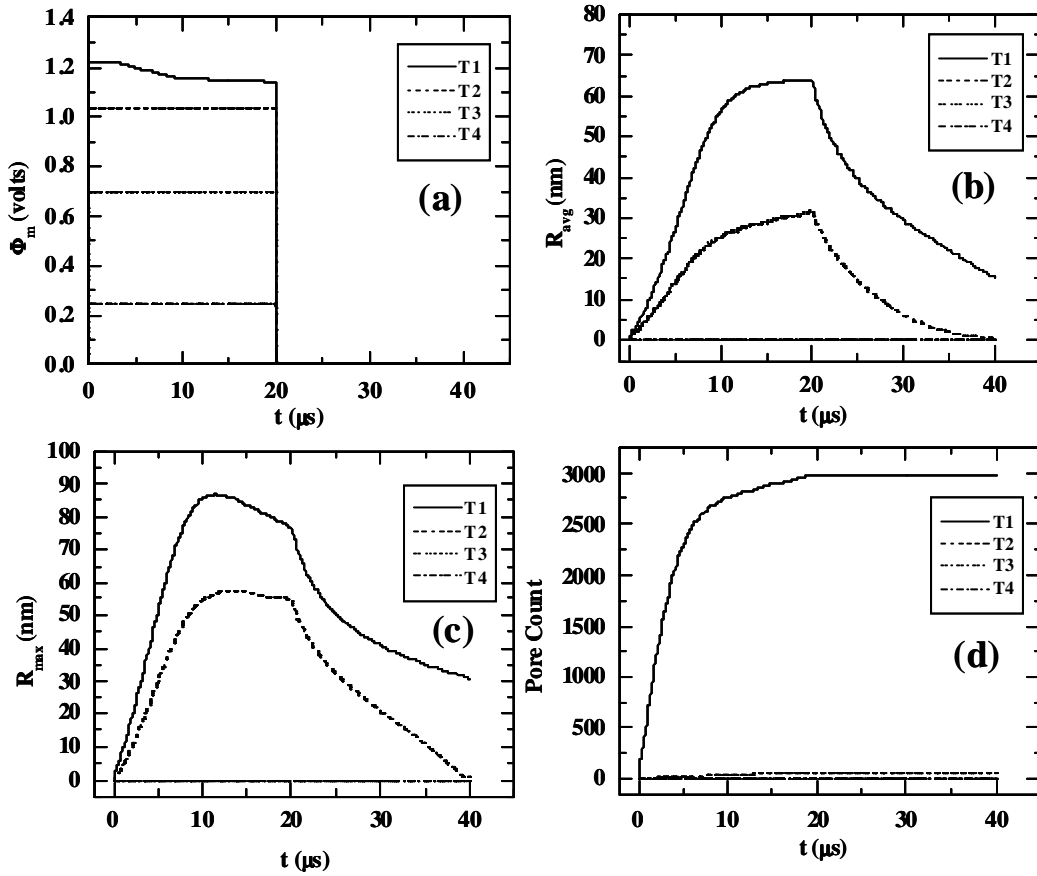 1.4
1.2
1.0
0.8
0.6
0.4
0.2
0.0
0 10 20 30 40
Φm (volts)
t (μs)
T1
T2
T3
T4
(a)
80
70
60
50
40
30
20
10
0
0 10 20 30 40
Ravg (nm)
t (μs)
T1
T2
T3
T4
(b)
100
90
80
70
60
50
40
30
20
10
0
0 10 20 30 40
Rmax (nm)
t (μs)
T1
T2
T3
T4
(c)
3000
2500
2000
1500
1000
500
0
0 10 20 30 40
Pore Count
t (μs)
T1
T2
T3
T4
(d)